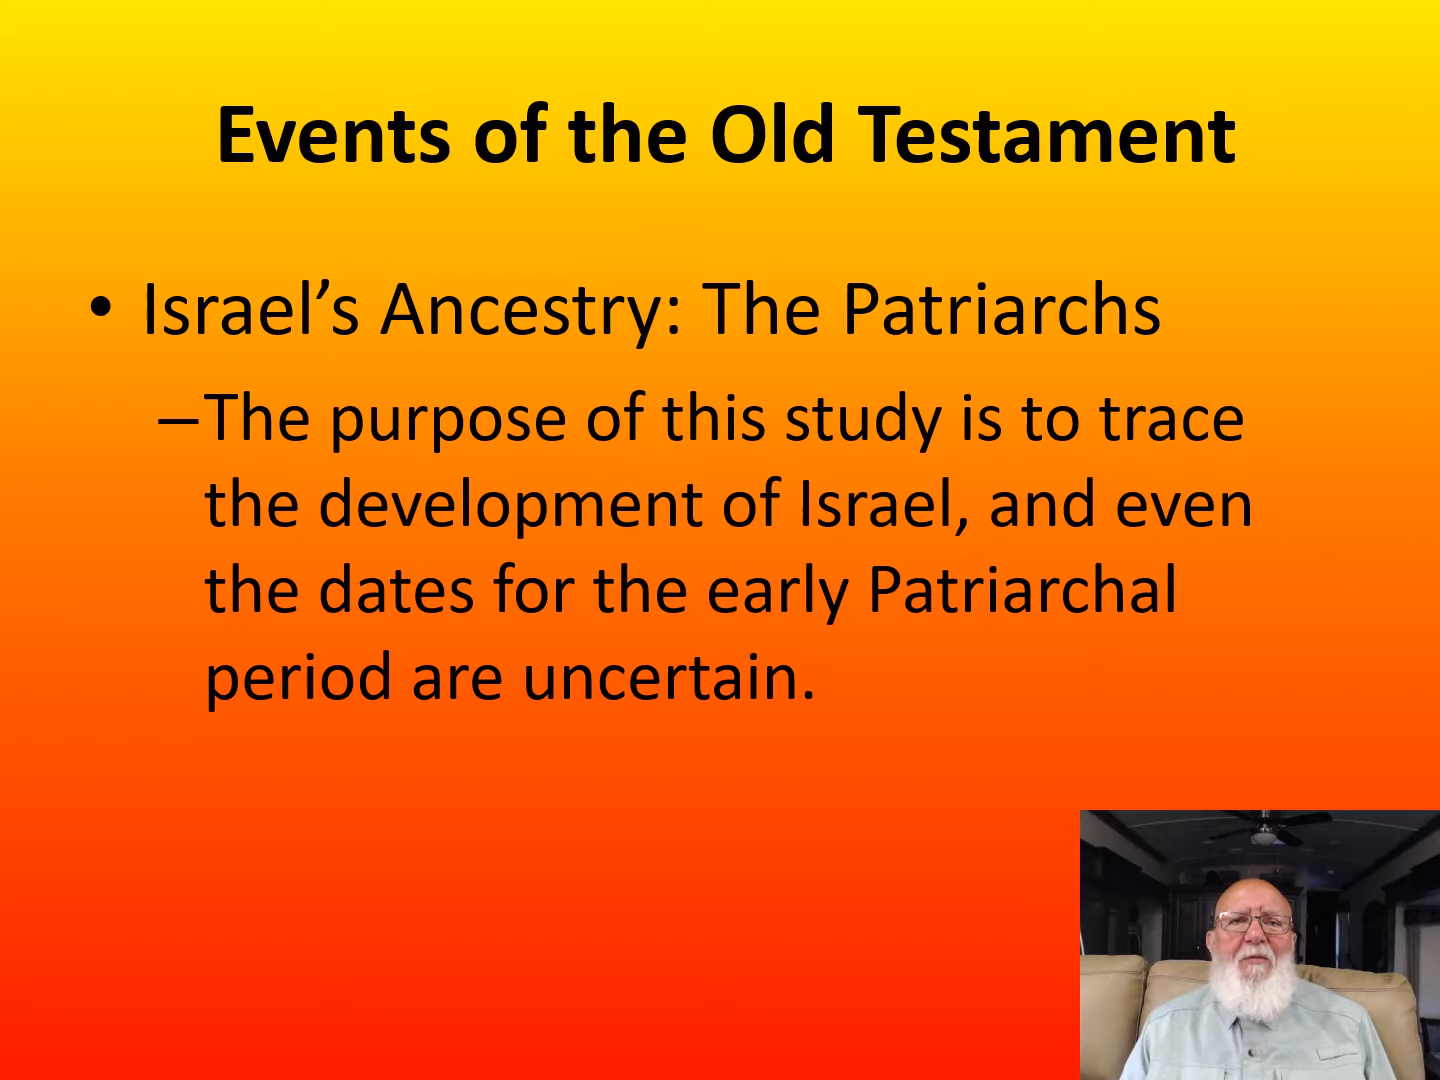 Events of the Old Testament
• Israel’s Ancestry: The Patriarchs
–The purpose of this study is to trace
the development of Israel, and even
the dates for the early Patriarchal
period are uncertain.